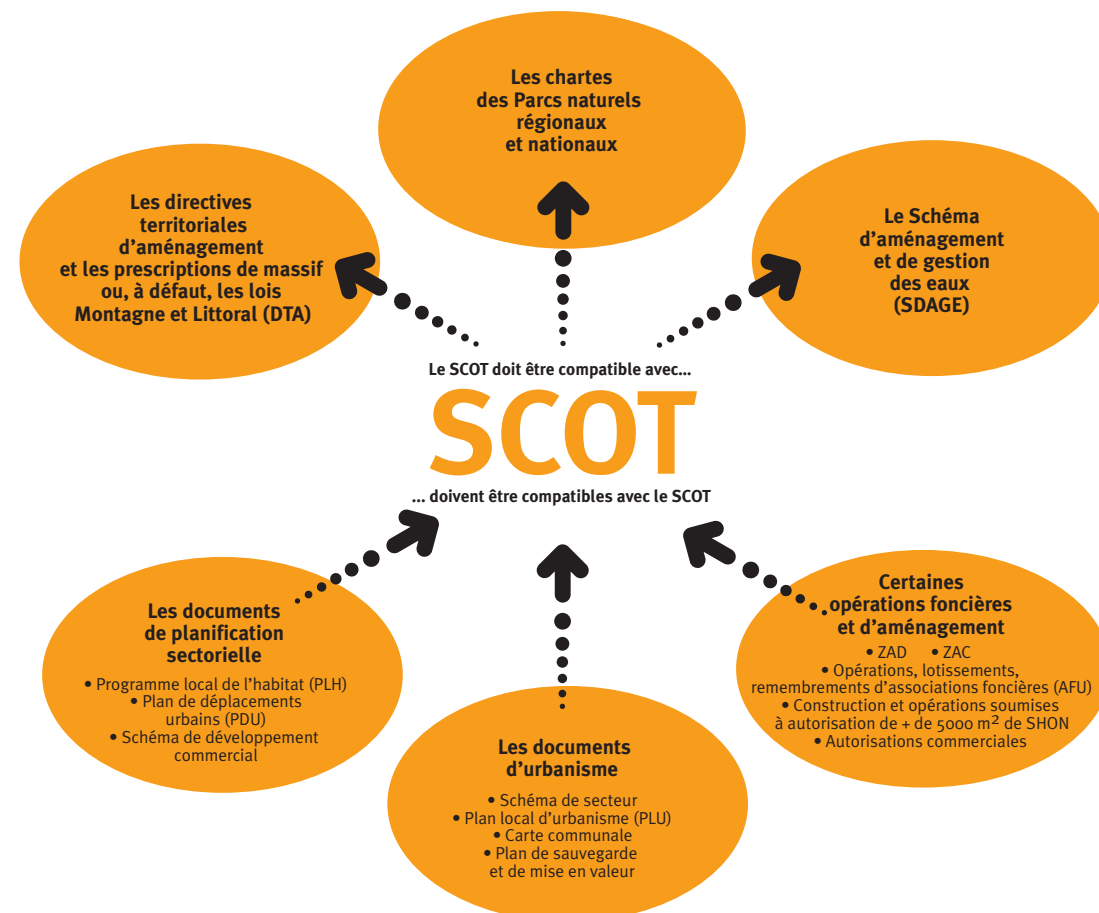 Les chartes
des Parcs naturels
régionaux
et nationaux
Les directives
territoriales
d'aménagement
et les prescriptions de massif
ou, à défaut, les lois
Montagne et Littoral (DTA)
Le Schéma
d'aménagement
et de gestion
des eaux
(SDAGE)
Le SCOT doit être compatible avec...
SCOT
... doivent être compatibles avec le SCOT
Les documents
de planification
sectorielle
• Programme local de l'habitat (PLH)
• Plan de déplacements
urbains (PDU)
• Schéma de développement
commercial
Les documents
d'urbanisme
• Schéma de secteur
• Plan local d'urbanisme (PLU)
• Carte communale
• Plan de sauvegarde
et de mise en valeur
Certaines
opérations foncières
et d'aménagement
• ZAD • ZAC
• Opérations, lotissements,
remembrements d'associations foncières (AFU)
• Construction et opérations soumises
à autorisation de + de 5000 m² de SHON
• Autorisations commerciales